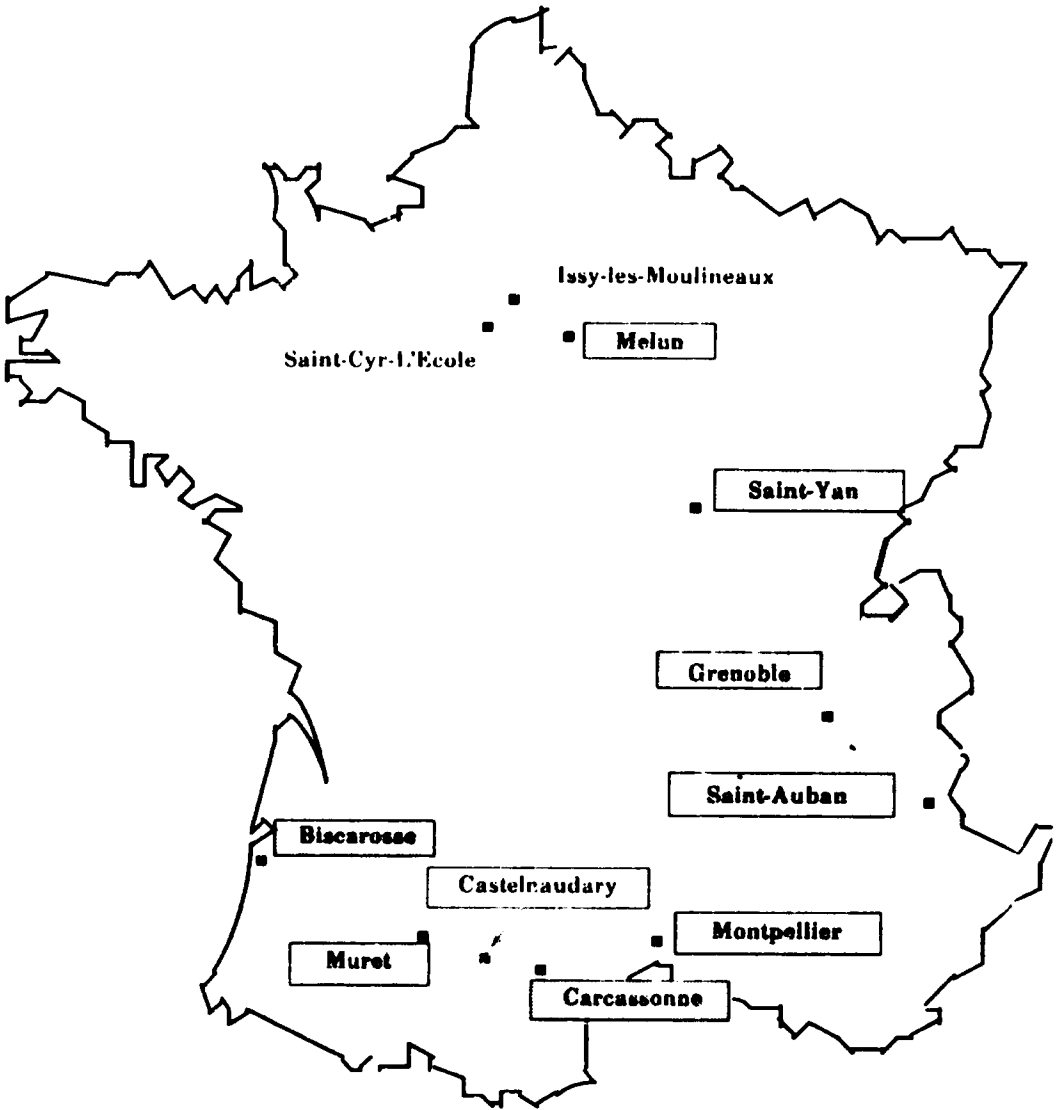 Issy-les-Moulineaux
Melun
Saint-Cyr-L'Ecole
Saint-Yan
Grenoble
Saint-Auban
Biscarosse
Castelnaudary
Montpellier
Muret
Carcassonne